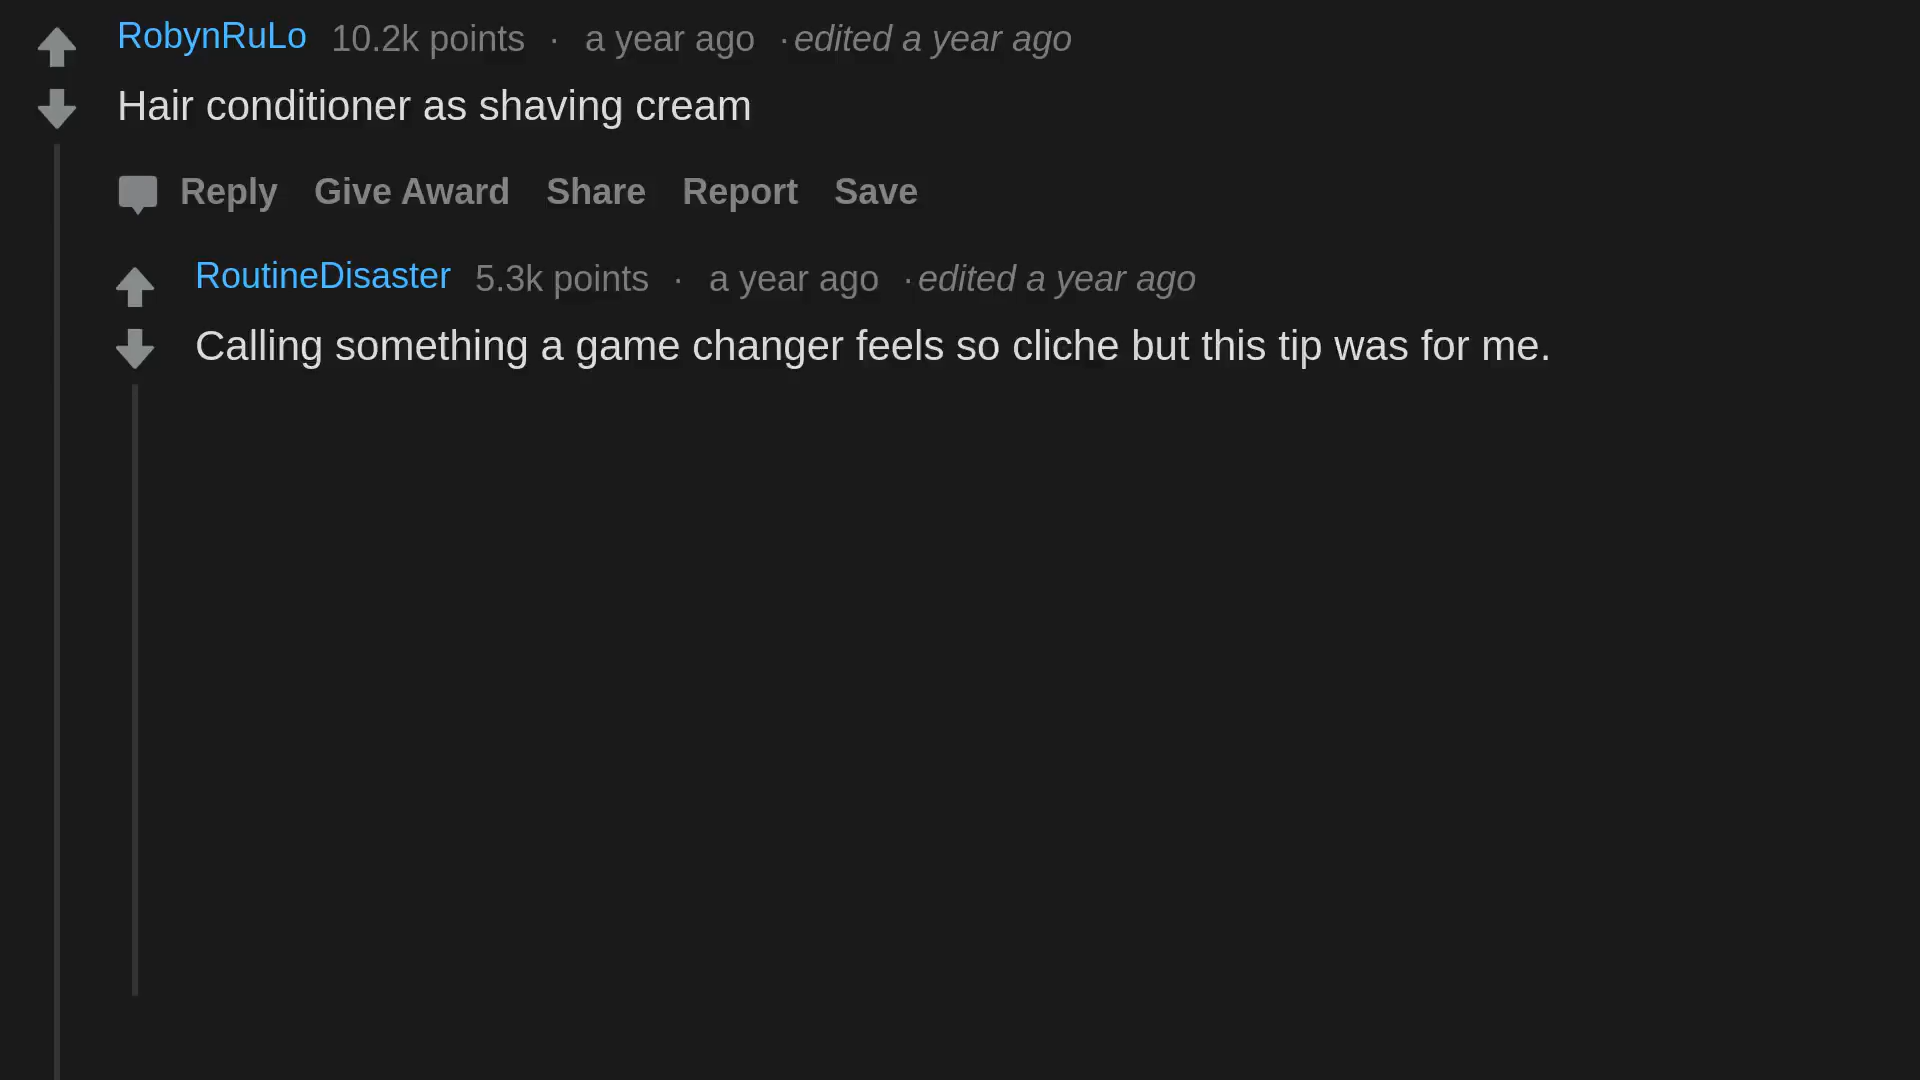 RobynRuLo 10.2k points · a year ago · edited a year ago
Hair conditioner as shaving cream
Reply Give Award Share Report Save
RoutineDisaster 5.3k points · a year ago · edited a year ago
Calling something a game changer feels so cliche but this tip was for me.